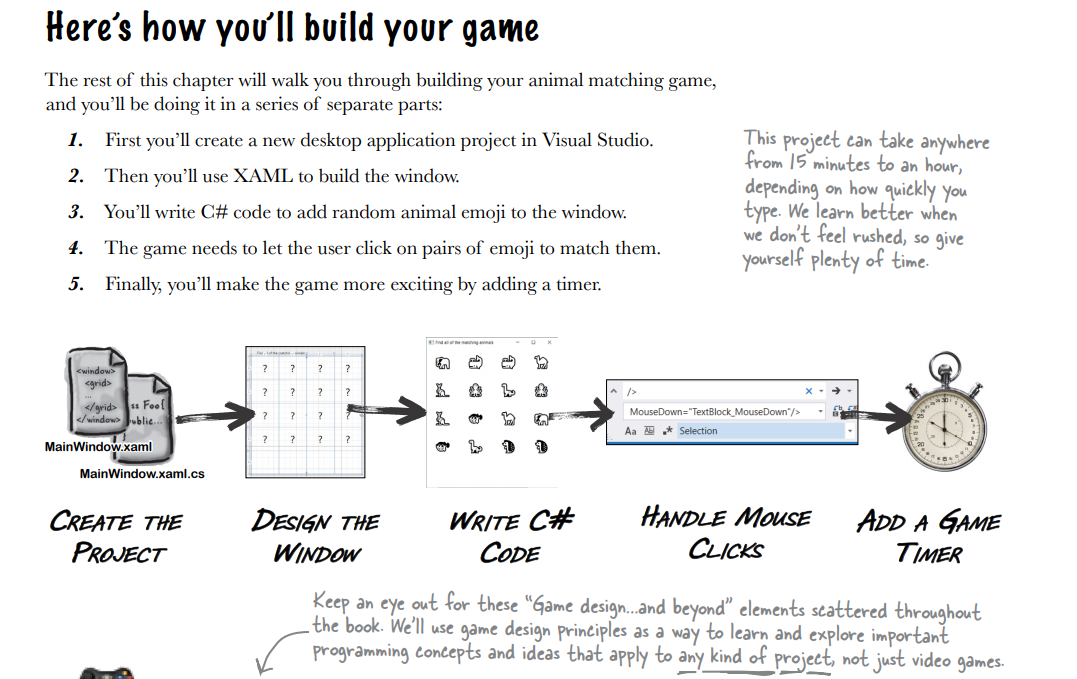 Here's how you'll build your game
The rest of this chapter will walk you through building your animal matching game,
and you'll be doing it in a series of separate parts:
1. First you'll create a new desktop application project in Visual Studio.
2. Then you'll use XAML to build the window.
3. You'll write C# code to add random animal emoji to the window.
4. The game needs to let the user click on pairs of emoji to match them.
5. Finally, you'll make the game more exciting by adding a timer.
This project can take anywhere
from 15 minutes to an hour,
depending on how quickly you
type. We learn better when
we don't feel rushed, so give
yourself plenty of time.
<window>
<grid>
...
</grid>
</window>
ss Foo{
ublic...
MainWindow.xaml
MainWindow.xaml.cs
? ? ? ?
? ? ? ?
? ? ? ?
? ? ? ?
Find all of the matching animals
/>
MouseDown="TextBlock_MouseDown"/>
Aa Ab| .* Selection
CREATE THE
PROJECT
DESIGN THE
WINDOW
WRITE C#
CODE
HANDLE MOUSE
CLICKS
ADD A GAME
TIMER
Keep an eye out for these "Game design...and beyond" elements scattered throughout
the book. We'll use game design principles as a way to learn and explore important
programming concepts and ideas that apply to any kind of project, not just video games.